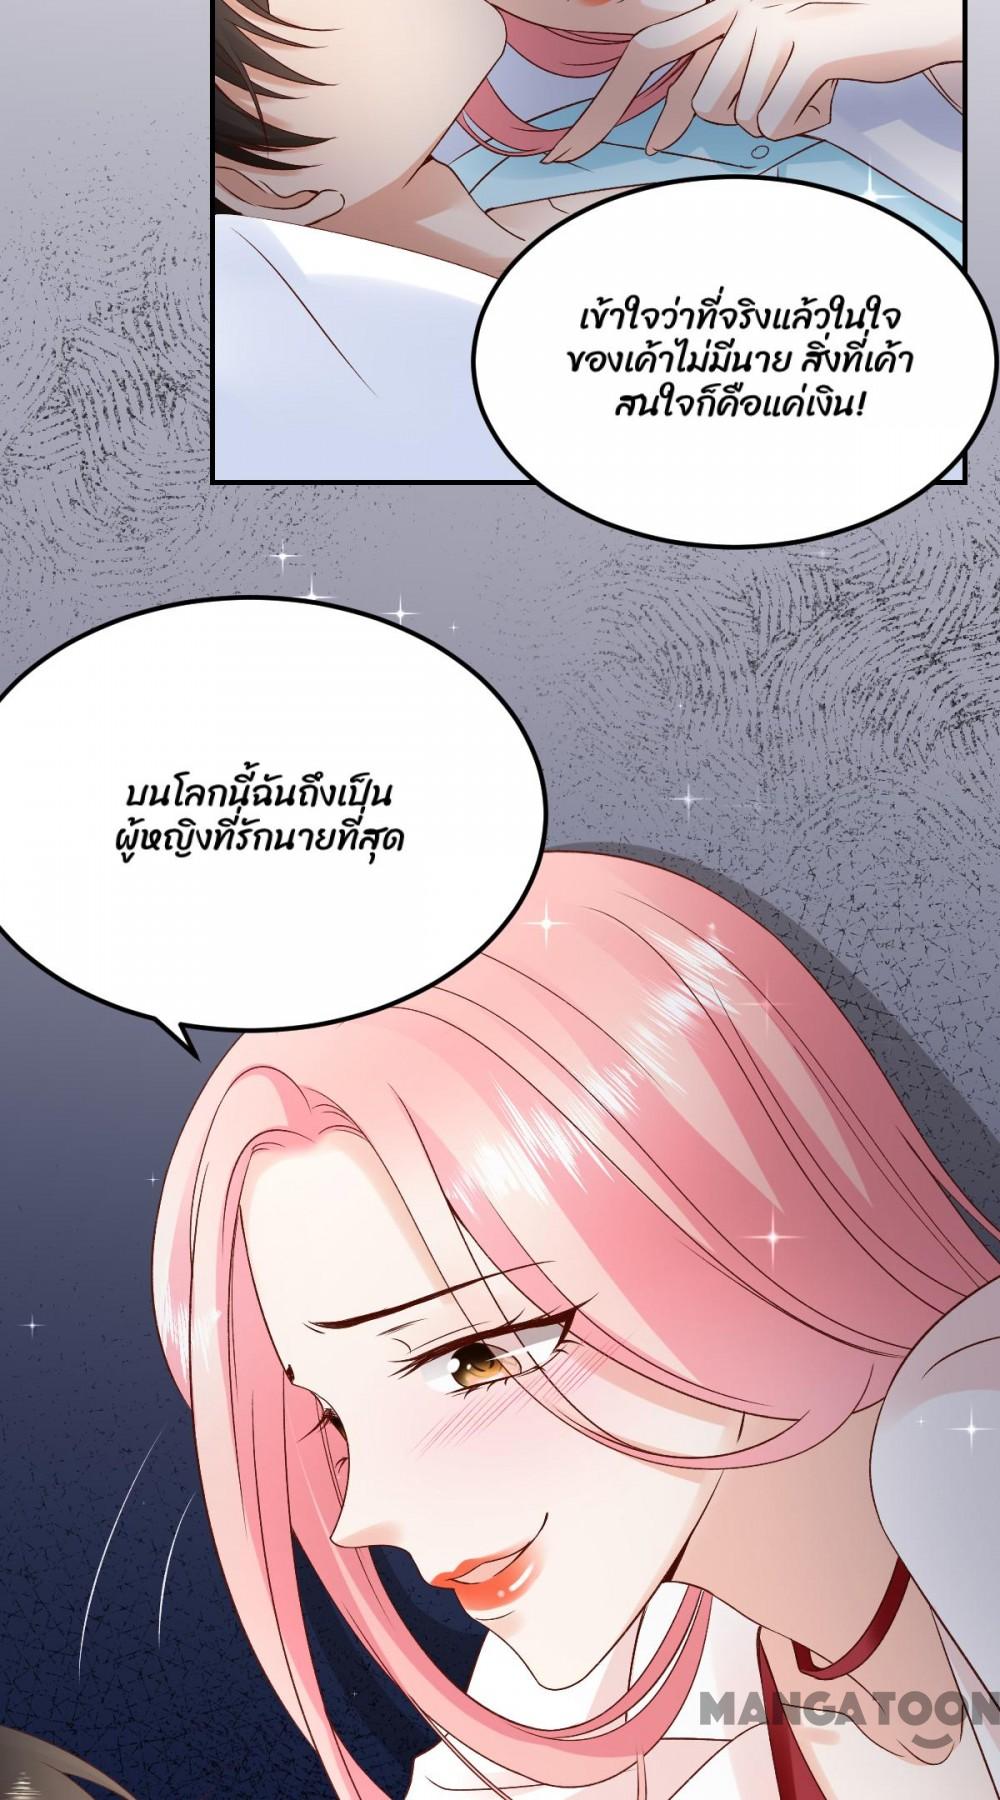 เข้าใจว่าที่จริงแล้วในใจ
ของเค้าไม่มีนาย สิ่งที่เค้า
สนใจก็คือแค่เงิน!
บนโลกนี้ฉันถึงเป็น
ผู้หญิงที่รักนายที่สุด
MANGATOON